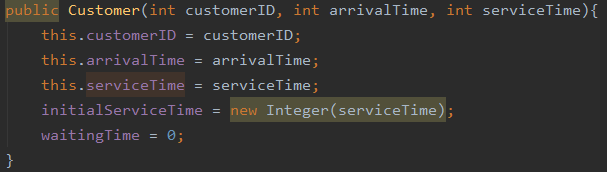 public Customer(int customerID, int arrivalTime, int serviceTime){
    this.customerID = customerID;
    this.arrivalTime = arrivalTime;
    this.serviceTime = serviceTime;
    initialServiceTime = new Integer(serviceTime);
    waitingTime = 0;
}